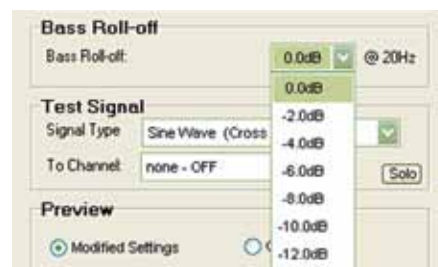 Bass Roll-off
Bass Roll-off: 0.0dB @ 20Hz
0.0dB
-2.0dB
Test Signal
Signal Type Sine Wave (Cross
-4.0dB
To Channel: none - OFF -6.0dB Solo
-8.0dB
Preview
-10.0dB
Modified Settings
-12.0dB